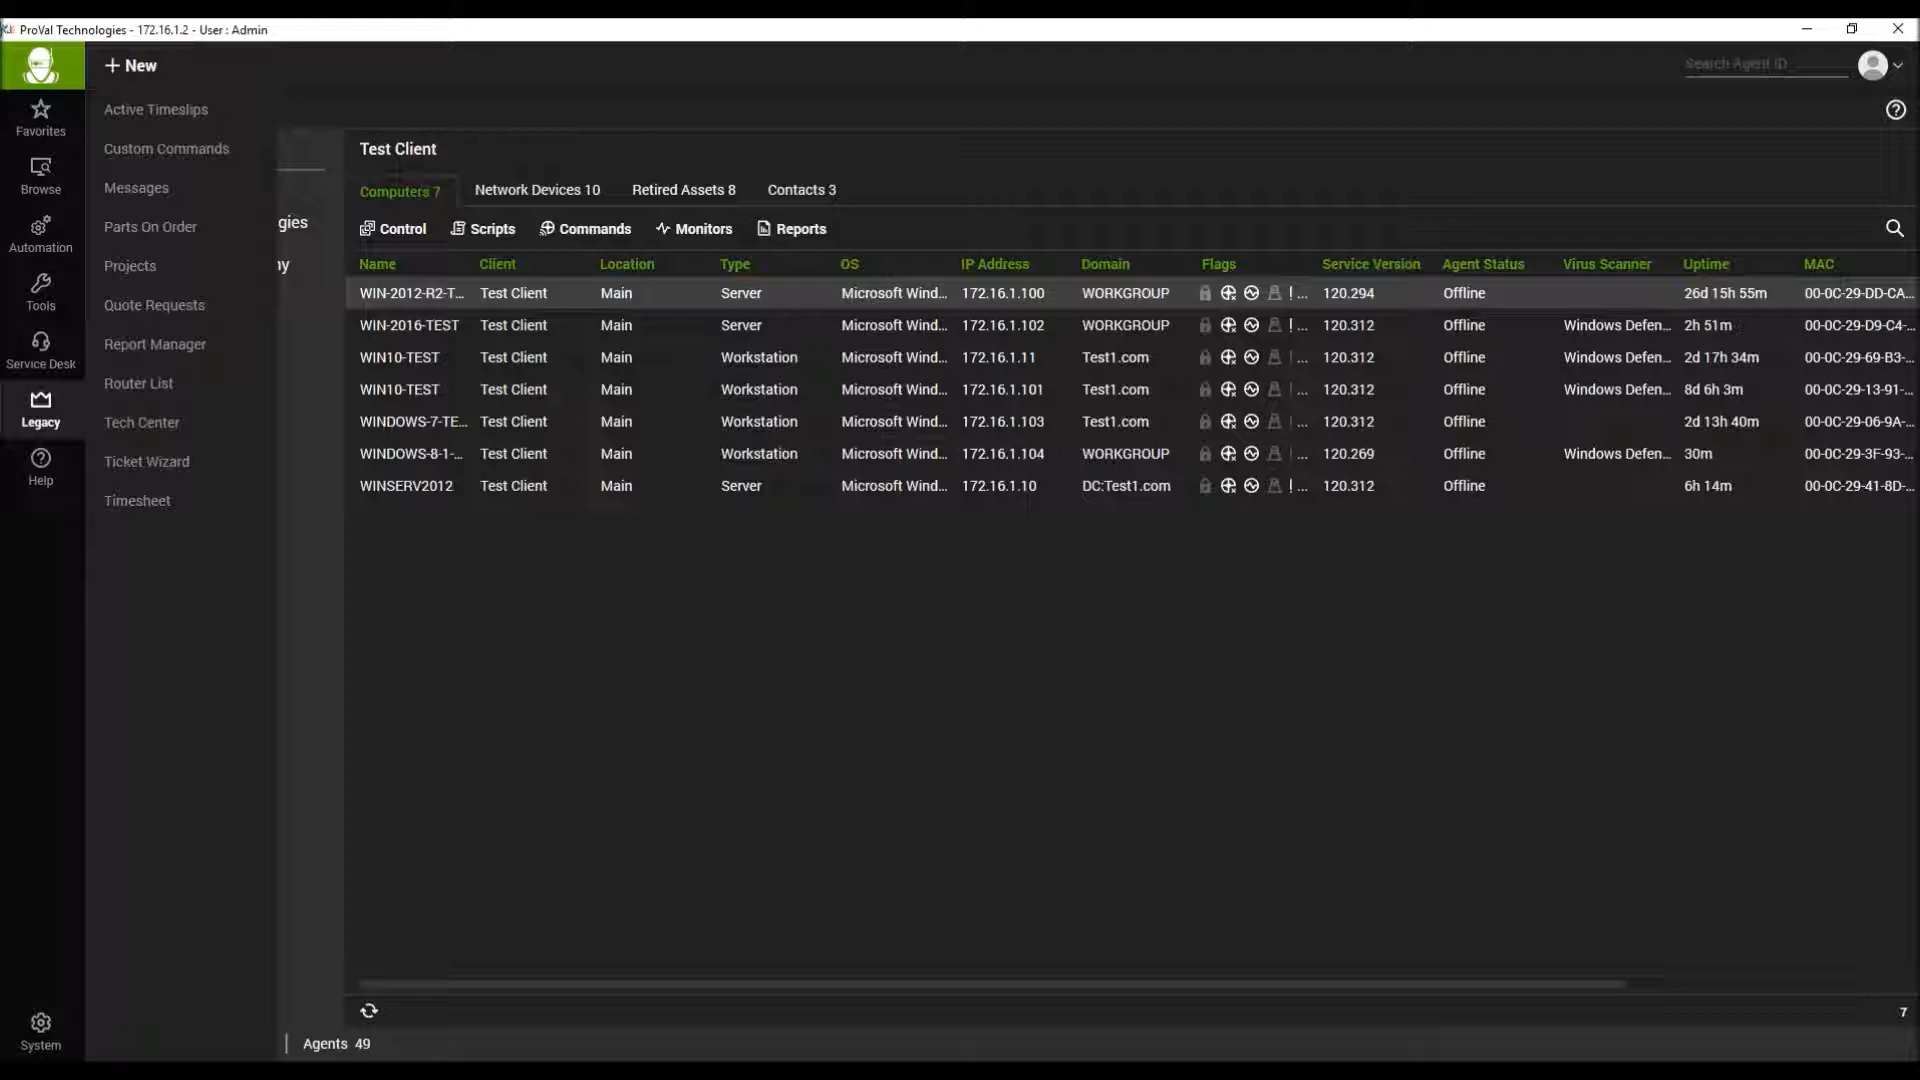 ProVal Technologies - 172.16.1.2 - User : Admin
+ New
Search Agent ID
Favorites
Browse
Automation
Tools
Service Desk
Legacy
Help
System
Active Timeslips
Custom Commands
Messages
Parts On Order
Projects
Quote Requests
Report Manager
Router List
Tech Center
Ticket Wizard
Timesheet
gies
ny
Test Client
Computers 7 Network Devices 10 Retired Assets 8 Contacts 3
Control Scripts Commands Monitors Reports
Name Client Location Type OS IP Address Domain Flags Service Version Agent Status Virus Scanner Uptime MAC
WIN-2012-R2-T... Test Client Main Server Microsoft Wind... 172.16.1.100 WORKGROUP ! ... 120.294 Offline 26d 15h 55m 00-0C-29-DD-CA...
WIN-2016-TEST Test Client Main Server Microsoft Wind... 172.16.1.102 WORKGROUP ! ... 120.312 Offline Windows Defen... 2h 51m 00-0C-29-D9-C4-...
WIN10-TEST Test Client Main Workstation Microsoft Wind... 172.16.1.11 Test1.com ... 120.312 Offline Windows Defen... 2d 17h 34m 00-0C-29-69-B3-...
WIN10-TEST Test Client Main Workstation Microsoft Wind... 172.16.1.101 Test1.com ... 120.312 Offline Windows Defen... 8d 6h 3m 00-0C-29-13-91-...
WINDOWS-7-TE... Test Client Main Workstation Microsoft Wind... 172.16.1.103 Test1.com ... 120.312 Offline 2d 13h 40m 00-0C-29-06-9A-...
WINDOWS-8-1-... Test Client Main Workstation Microsoft Wind... 172.16.1.104 WORKGROUP ... 120.269 Offline Windows Defen... 30m 00-0C-29-3F-93-...
WINSERV2012 Test Client Main Server Microsoft Wind... 172.16.1.10 DC:Test1.com ! ... 120.312 Offline 6h 14m 00-0C-29-41-8D-...
7
Agents 49